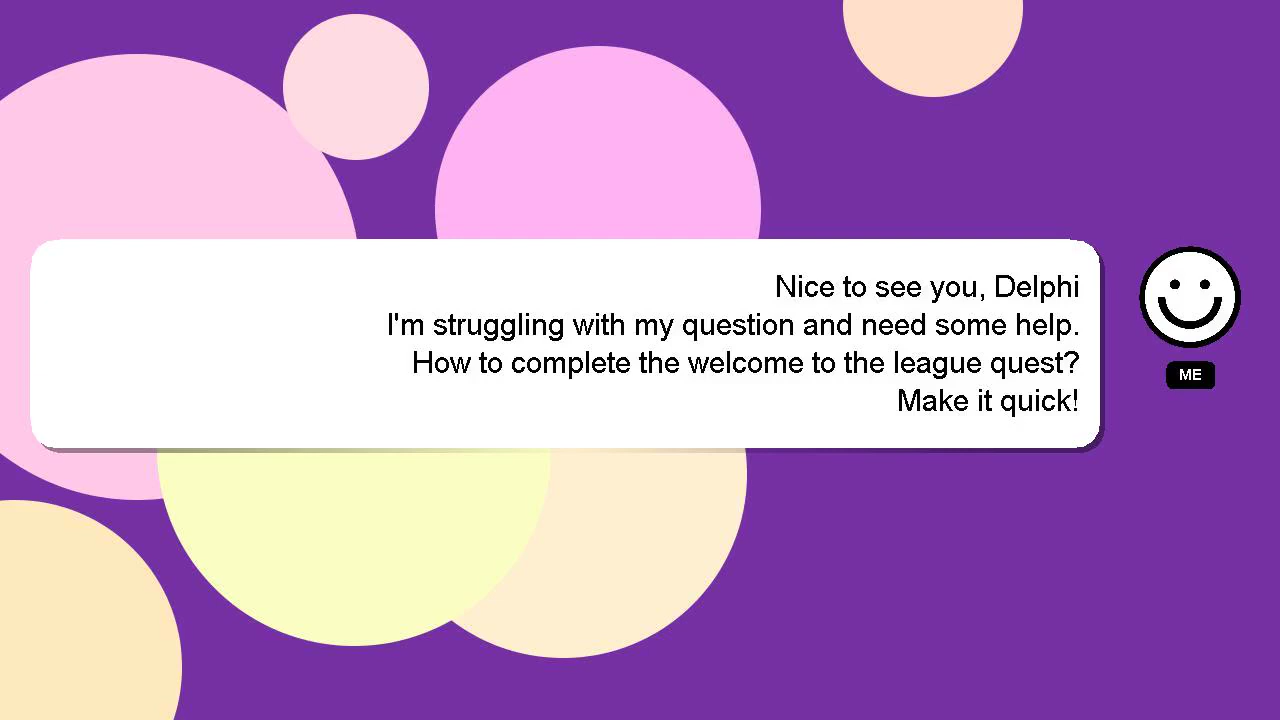 Nice to see you, Delphi
I'm struggling with my question and need some help.
How to complete the welcome to the league quest?
Make it quick!
ME